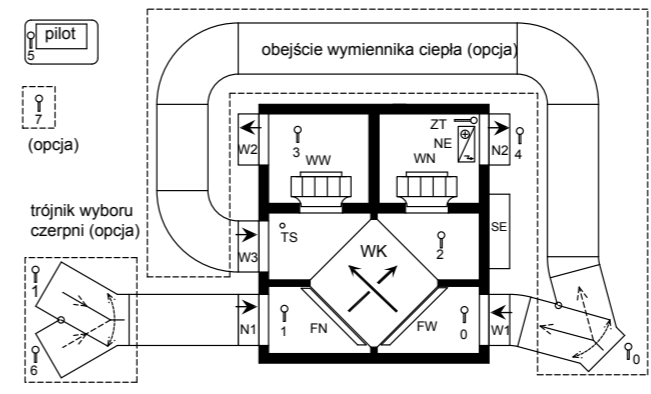 pilot
5
7
(opcja)
obejście wymiennika ciepła (opcja)
W2
3
WW
ZT
NE
WN
N2
4
trójnik wyboru
czerpni (opcja)
W3
TS
WK
2
SE
1
6
N1
1
FN
FW
0
W1
0